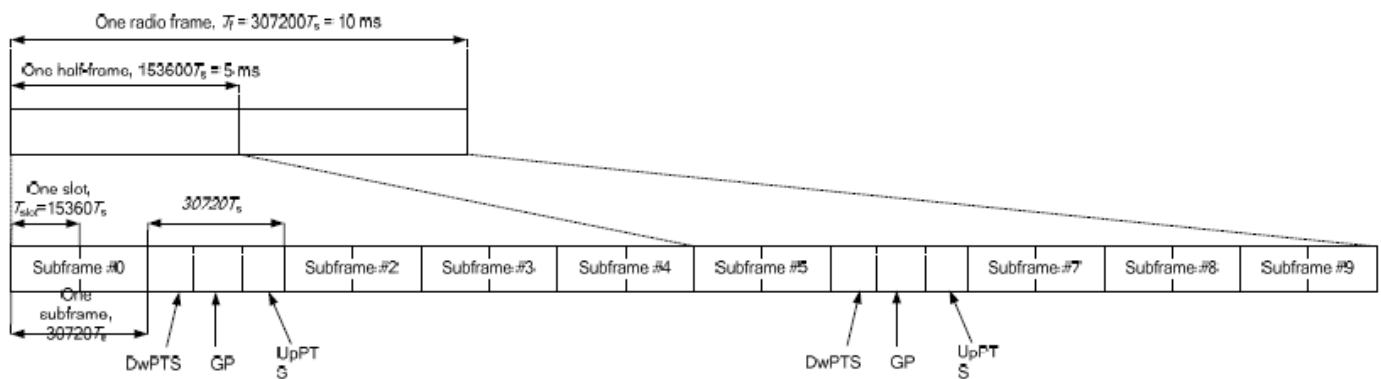 One radio frame, Tf = 307200Ts = 10 ms
One half-frame, 153600Ts = 5 ms
One slot,
Tslot=15360Ts
30720Ts
Subframe #0
Subframe #2
Subframe #3
Subframe #4
Subframe #5
Subframe #7
Subframe #8
Subframe #9
One
subframe,
30720Ts
DwPTS
GP
UpPT
S
DwPTS
GP
UpPT
S